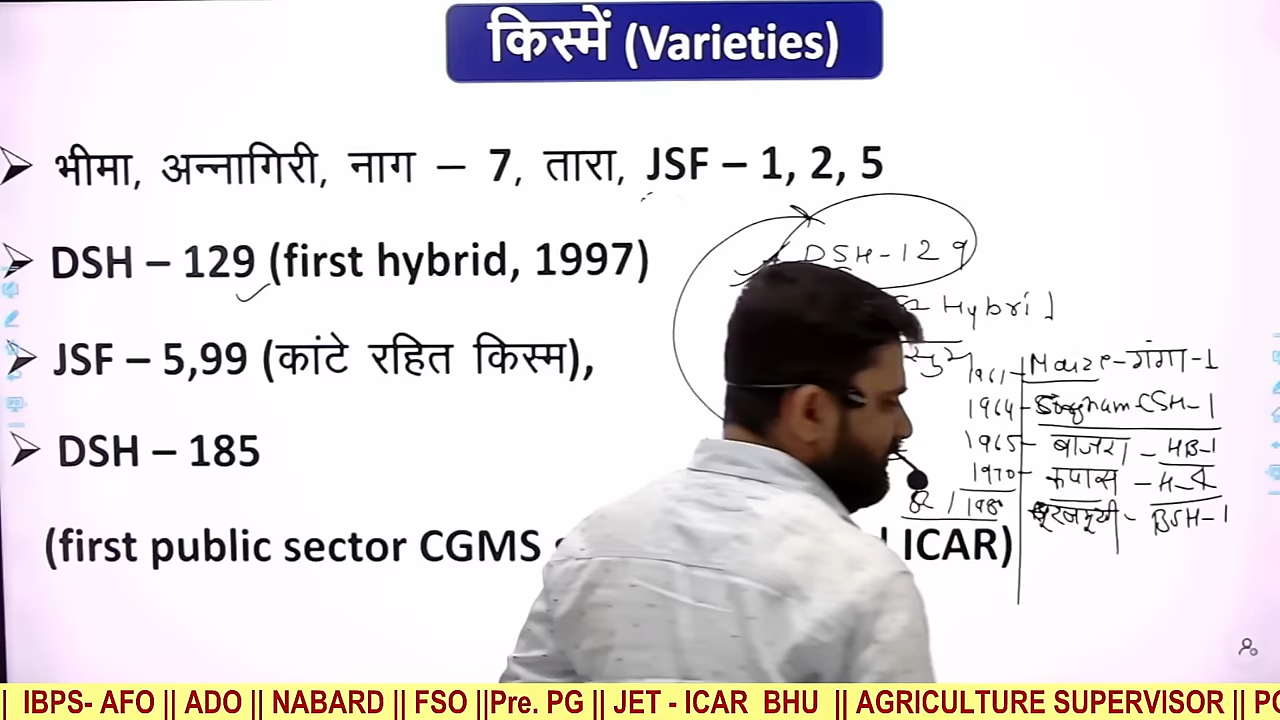 किस्में (Varieties)
भीमा, अन्नागिरी, नाग – 7, तारा, JSF – 1, 2, 5
DSH – 129 (first hybrid, 1997)
DSH-129
Hybrid
JSF – 5,99 (कांटे रहित किस्म),
1961 - Maize-गंगा-1
1964 - Sorghum CSH-1
DSH – 185
1965 - बाजरा - HB-1
1970 - कपास - H-4
1980 सूरजमुखी - BSH-1
(first public sector CGMS ICAR)
| IBPS- AFO || ADO || NABARD || FSO ||Pre. PG || JET - ICAR BHU || AGRICULTURE SUPERVISOR ||